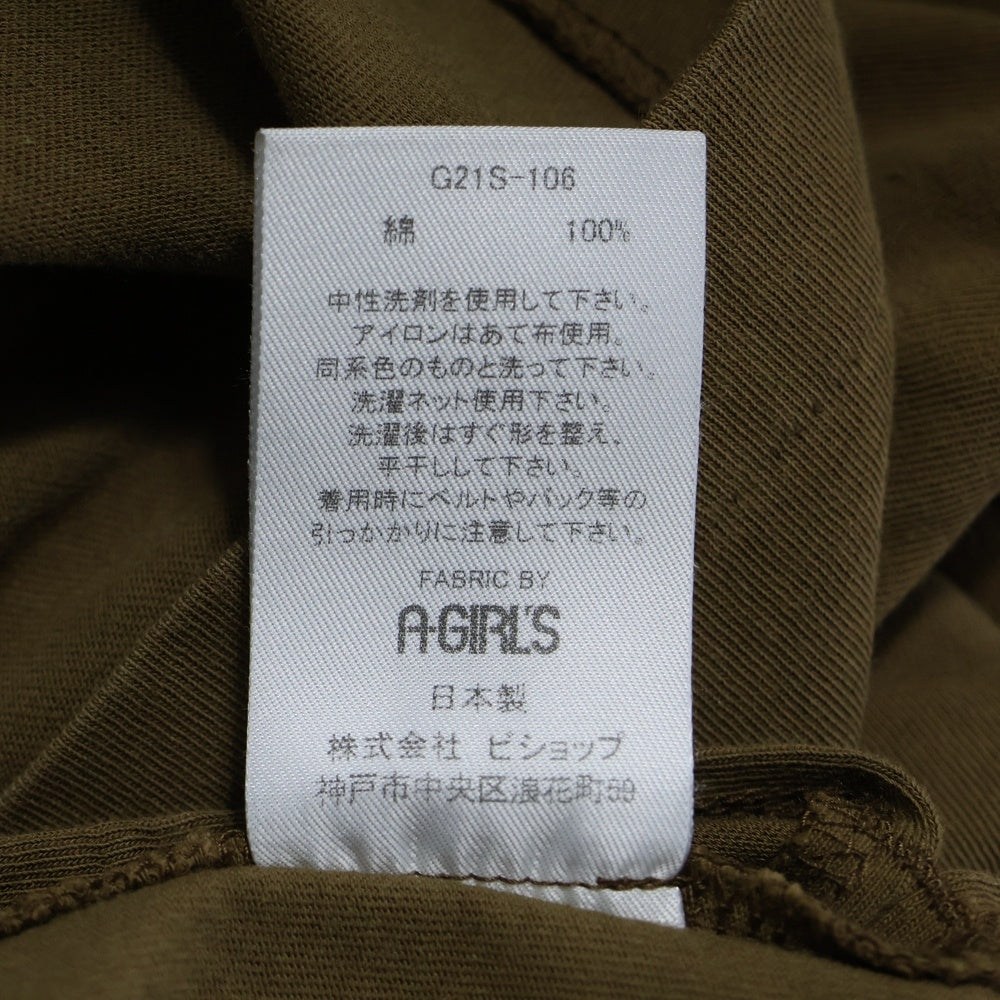 G21S-106
綿 100%
中性洗剤を使用して下さい。
アイロンはあて布使用。
同系色のものと洗って下さい。
洗濯ネット使用下さい。
洗濯後はすぐ形を整え、
平干しして下さい。
着用時にベルトやバック等の
引っかかりに注意して下さい。
FABRIC BY
A-GIRL'S
日本製
株式会社 ビショップ
神戸市中央区浪花町59